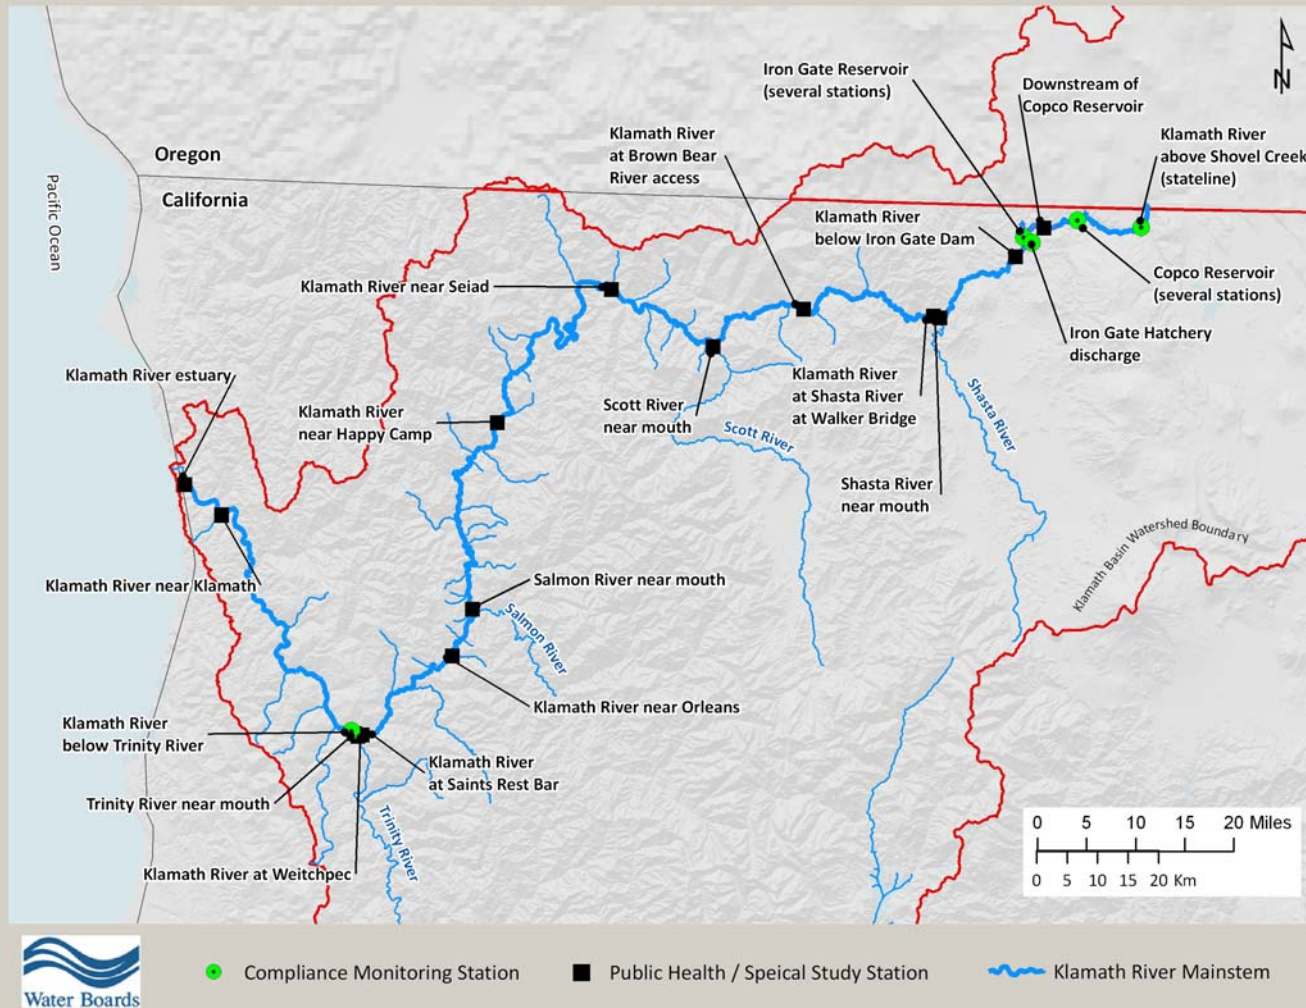 Iron Gate Reservoir
(several stations)
Downstream of
Copco Reservoir
Klamath River
at Brown Bear
River access
Klamath River
above Shovel Creek
(stateline)
N
Oregon
California
Pacific Ocean
Klamath River
below Iron Gate Dam
Copco Reservoir
(several stations)
Klamath River near Seiad
Iron Gate Hatchery
discharge
Klamath River estuary
Klamath River
near Happy Camp
Scott River
near mouth
Klamath River
at Shasta River
at Walker Bridge
Shasta River
Scott River
Shasta River
near mouth
Klamath Basin Watershed Boundary
Klamath River near Klamath
Salmon River near mouth
Salmon River
Klamath River near Orleans
Klamath River
below Trinity River
Klamath River
at Saints Rest Bar
Trinity River near mouth
Trinity River
Klamath River at Weitchpec
0 5 10 15 20 Miles
0 5 10 15 20 Km
Water Boards
Compliance Monitoring Station
Public Health / Speical Study Station
Klamath River Mainstem